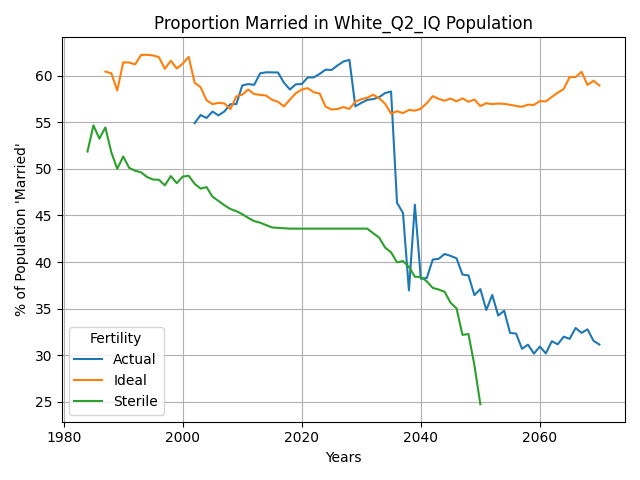 Proportion Married in White_Q2_IQ Population
% of Population 'Married'
60
55
50
45
40
35
30
25
Fertility
Actual
Ideal
Sterile
1980 2000 2020 2040 2060
Years